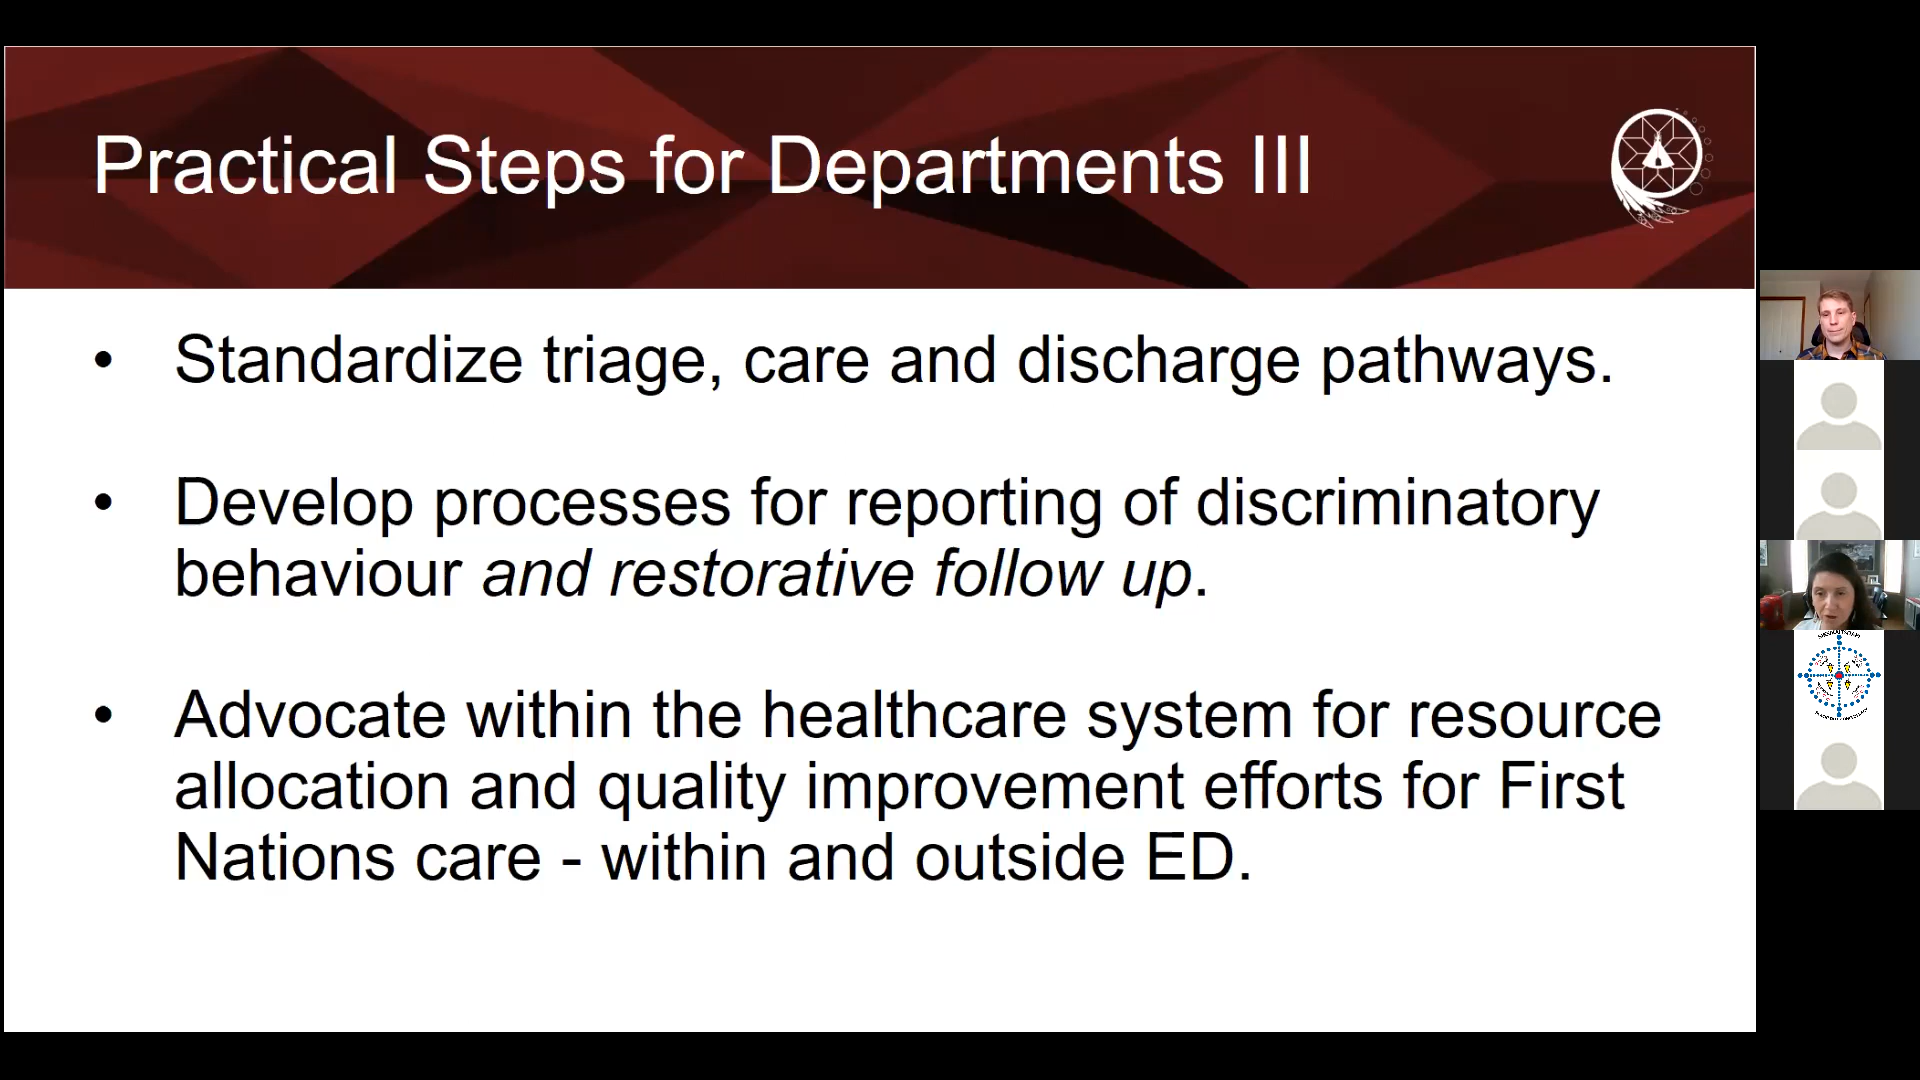 Practical Steps for Departments III
• Standardize triage, care and discharge pathways.
• Develop processes for reporting of discriminatory
behaviour and restorative follow up.
• Advocate within the healthcare system for resource
allocation and quality improvement efforts for First
Nations care - within and outside ED.